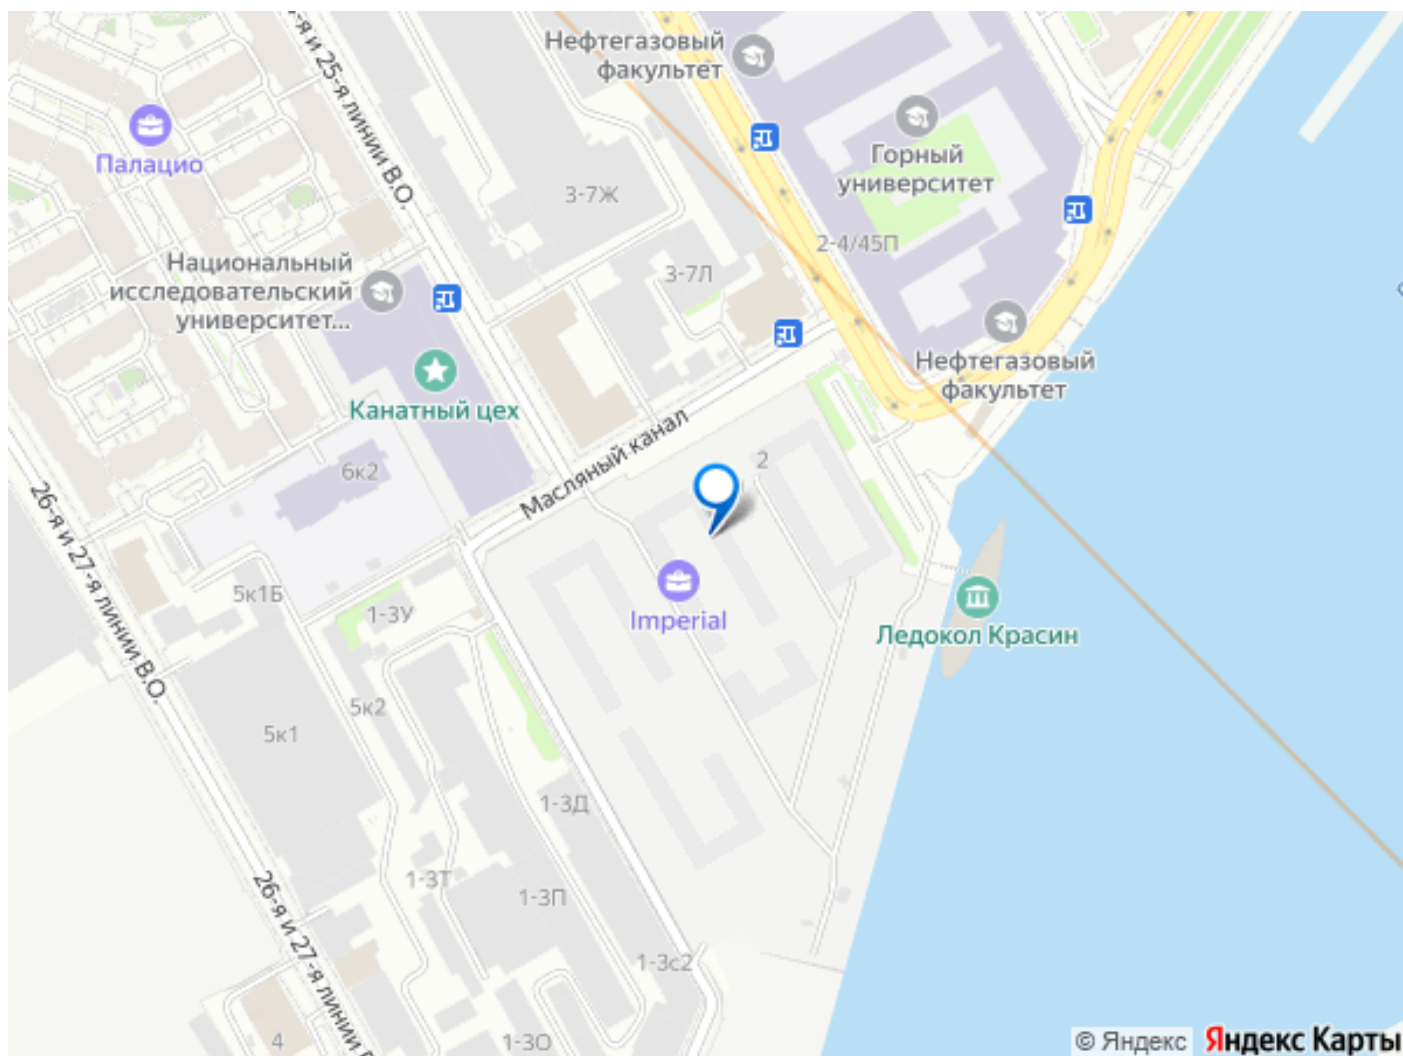 Нефтегазовый
факультет
-я и 25-я линии В.О.
Палацио
Горный
университет
3-7Ж
2-4/45П
3-7Л
Национальный
исследовательский
университет...
Нефтегазовый
факультет
Канатный цех
Масляный канал
2
6к2
26-я и 27-я линии В.О.
Imperial
5к1Б
1-3У
Ледокол Красин
5к2
5к1
1-3Д
1-3Т
1-3П
26-я и 27-я линии
1-3с2
4
1-3О
© Яндекс Яндекс Карты